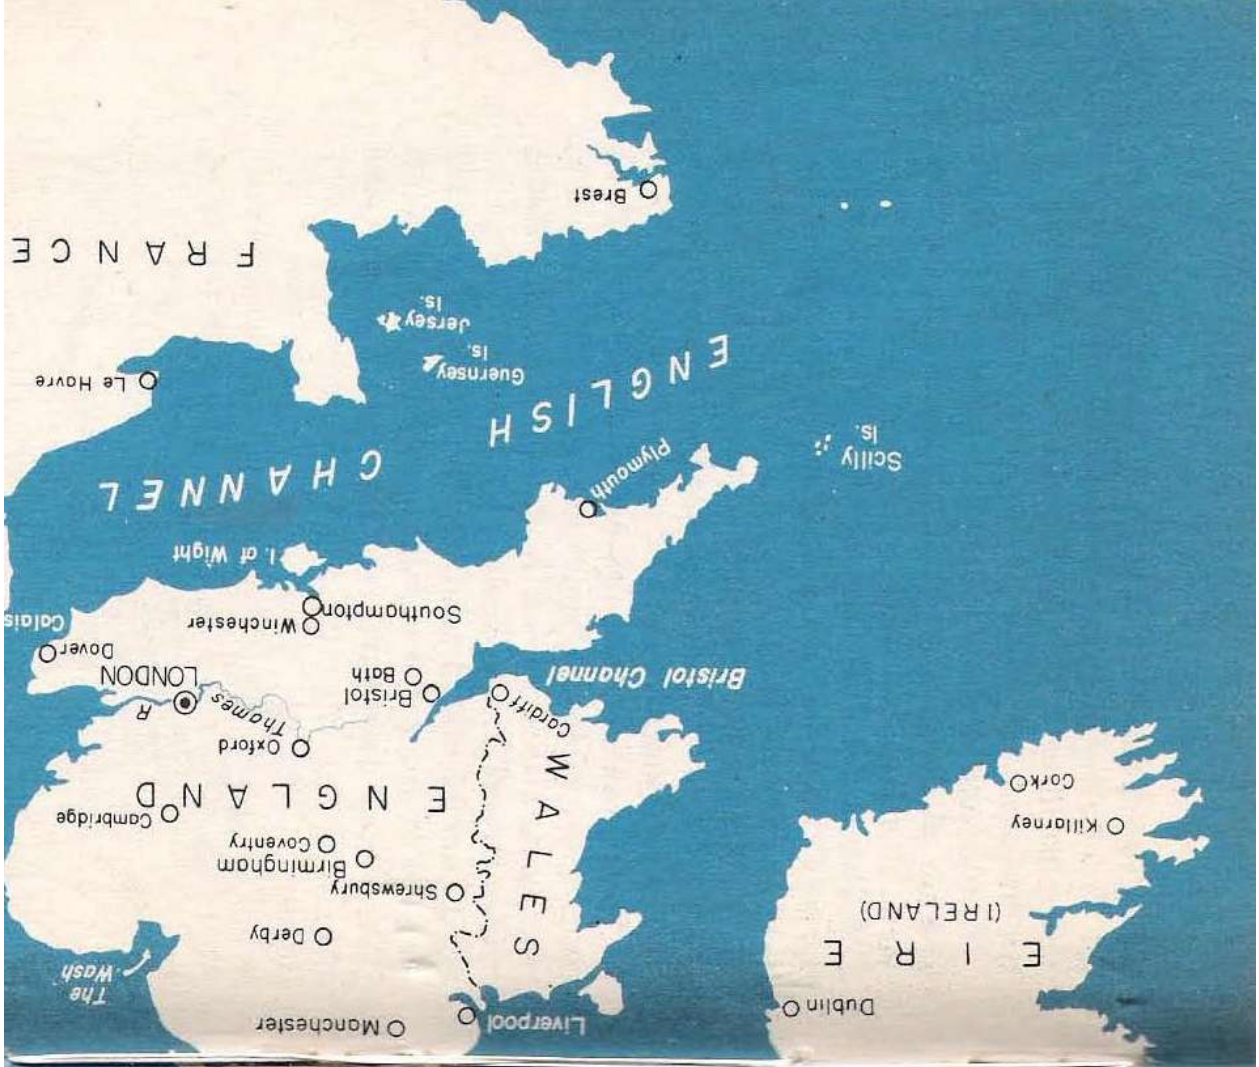 Dublin
Liverpool
Manchester
The
Wash
EIRE
(IRELAND)
WALES
Derby
Shrewsbury
Birmingham
Coventry
Killarney
Cork
ENGLAND
Cambridge
Oxford
Cardiff
Bristol Channel
Bristol
Bath
R
Thames
LONDON
Dover
Calais
Southampton
Winchester
I. of Wight
Plymouth
Scilly
Is.
ENGLISH
CHANNEL
Guernsey
Is.
Jersey
Is.
Le Havre
FRANCE
Brest